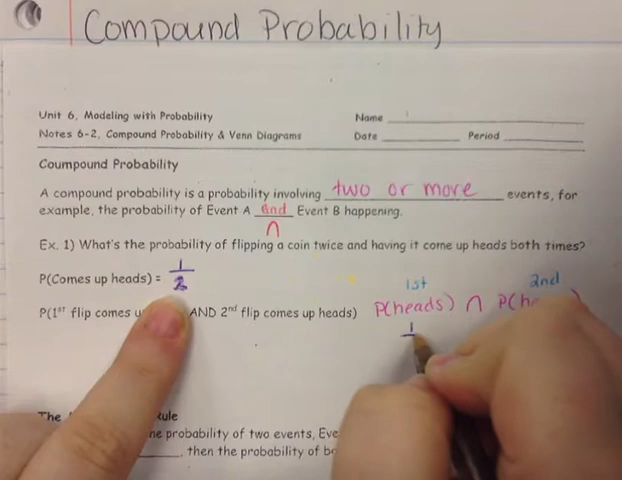 Compound Probability
Unit 6, Modeling with Probability Name
Notes 6-2, Compound Probability & Venn Diagrams Date Period
Coumpound Probability
A compound probability is a probability involving two or more events, for
example, the probability of Event A and Event B happening.
∩
Ex. 1) What's the probability of flipping a coin twice and having it come up heads both times?
P(Comes up heads) = 1/2
1st 2nd
P(1st flip comes AND 2nd flip comes up heads) P(heads) ∩ P(
1
The
probability of two events,
, then the probability of